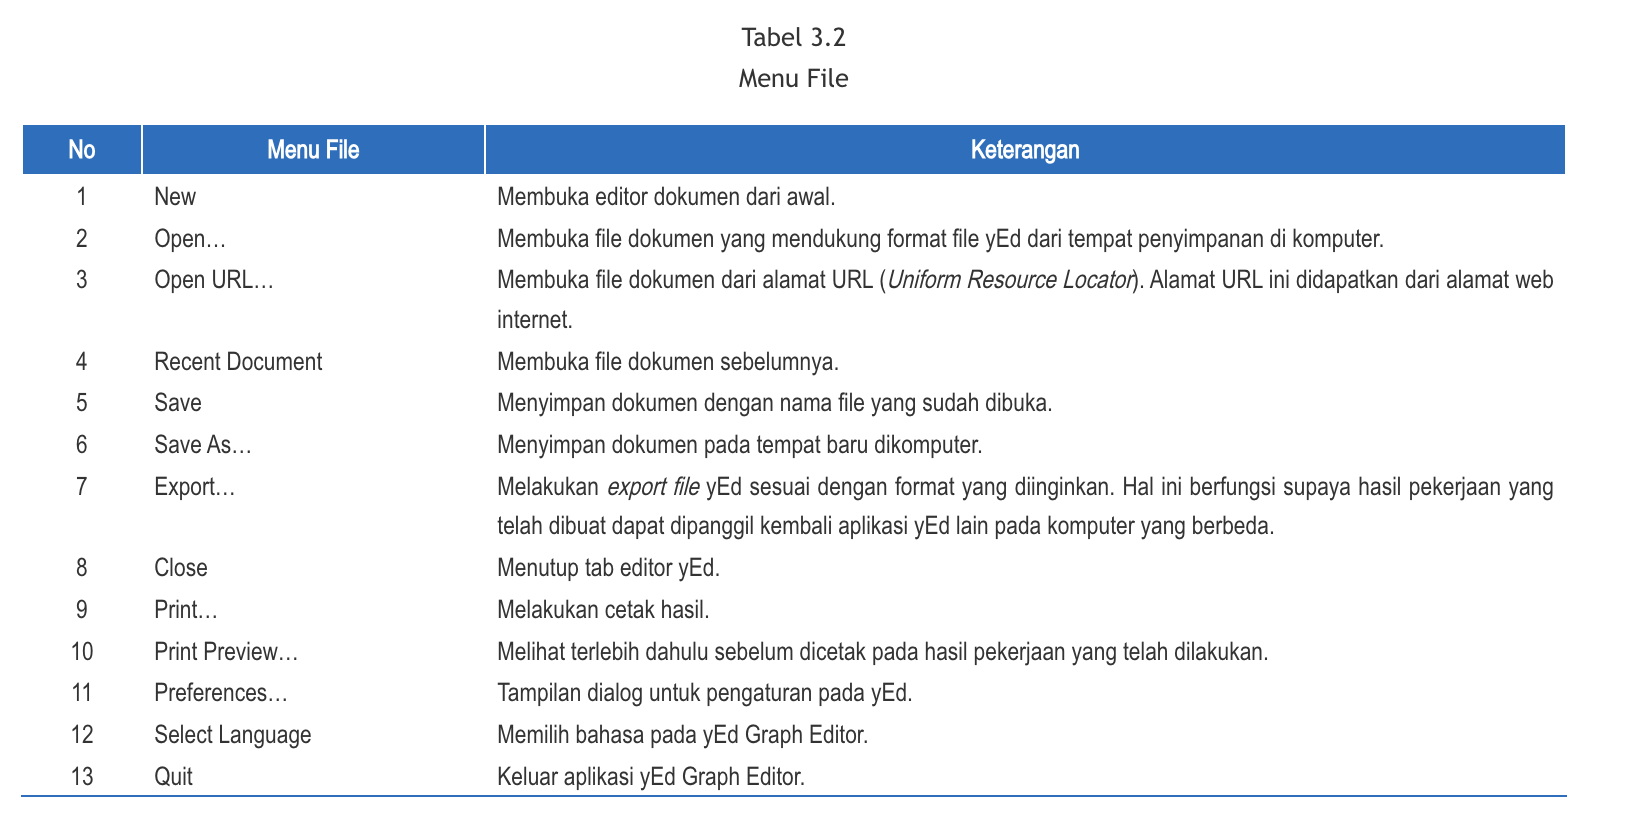 Tabel 3.2
Menu File
No Menu File Keterangan
1 New Membuka editor dokumen dari awal.
2 Open… Membuka file dokumen yang mendukung format file yEd dari tempat penyimpanan di komputer.
3 Open URL… Membuka file dokumen dari alamat URL (Uniform Resource Locator). Alamat URL ini didapatkan dari alamat web
internet.
4 Recent Document Membuka file dokumen sebelumnya.
5 Save Menyimpan dokumen dengan nama file yang sudah dibuka.
6 Save As… Menyimpan dokumen pada tempat baru dikomputer.
7 Export… Melakukan export file yEd sesuai dengan format yang diinginkan. Hal ini berfungsi supaya hasil pekerjaan yang
telah dibuat dapat dipanggil kembali aplikasi yEd lain pada komputer yang berbeda.
8 Close Menutup tab editor yEd.
9 Print… Melakukan cetak hasil.
10 Print Preview… Melihat terlebih dahulu sebelum dicetak pada hasil pekerjaan yang telah dilakukan.
11 Preferences… Tampilan dialog untuk pengaturan pada yEd.
12 Select Language Memilih bahasa pada yEd Graph Editor.
13 Quit Keluar aplikasi yEd Graph Editor.